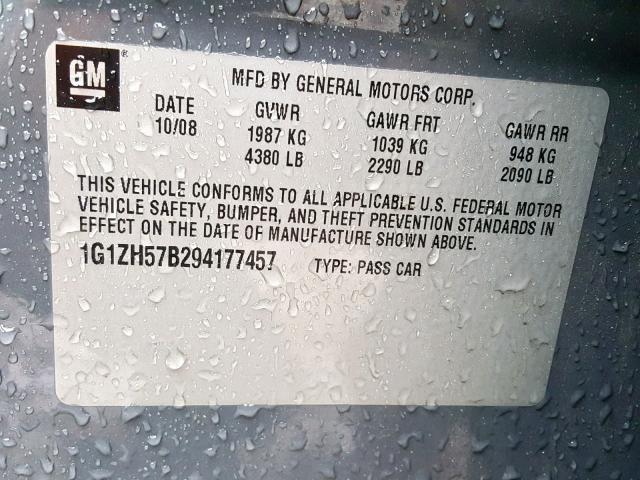 GM®
MFD BY GENERAL MOTORS CORP.
DATE GVWR GAWR FRT GAWR RR
10/08 1987 KG 1039 KG 948 KG
4380 LB 2290 LB 2090 LB
THIS VEHICLE CONFORMS TO ALL APPLICABLE U.S. FEDERAL MOTOR
VEHICLE SAFETY, BUMPER, AND THEFT PREVENTION STANDARDS IN
EFFECT ON THE DATE OF MANUFACTURE SHOWN ABOVE.
1G1ZH57B294177457 TYPE: PASS CAR